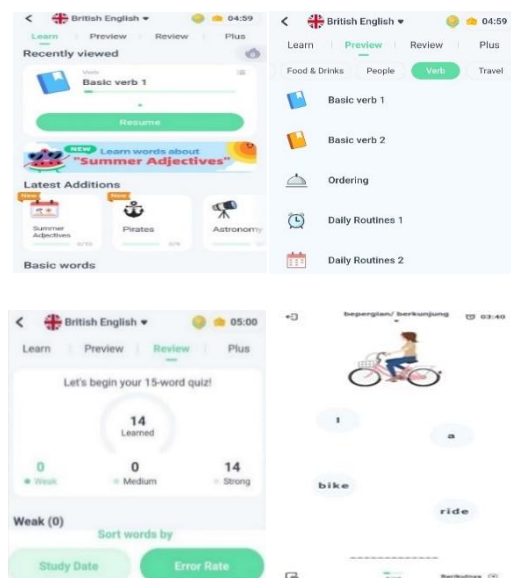 British English ▾ 04:59
Learn Preview Review Plus
Recently viewed
Verb
Basic verb 1
Resume
NEW Learn words about
"Summer Adjectives"
Latest Additions
New New
Summer Adjectives
Pirates
Astronomy
Basic words
British English ▾ 04:59
Learn Preview Review Plus
Food & Drinks People Verb Travel
Basic verb 1
Basic verb 2
Ordering
Daily Routines 1
Daily Routines 2
British English ▾ 05:00
Learn Preview Review Plus
Let's begin your 15-word quiz!
14
Learned
0 0 14
Weak Medium Strong
Weak (0)
Sort words by
Study Date Error Rate
bepergian/ berkunjung 03:40
I
a
bike
ride
Berikutnya